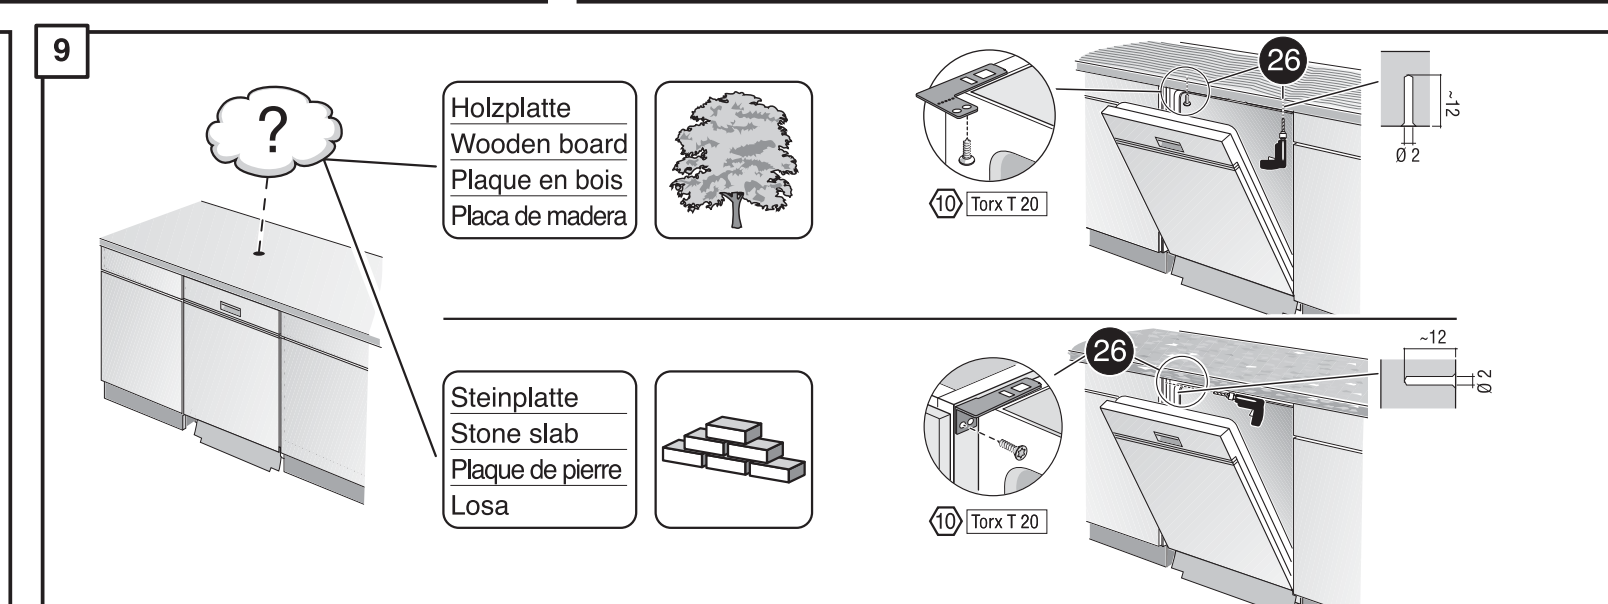 9
?
Holzplatte
Wooden board
Plaque en bois
Placa de madera
26
~12
Ø 2
10 Torx T 20
Steinplatte
Stone slab
Plaque de pierre
Losa
26
~12
Ø 2
10 Torx T 20